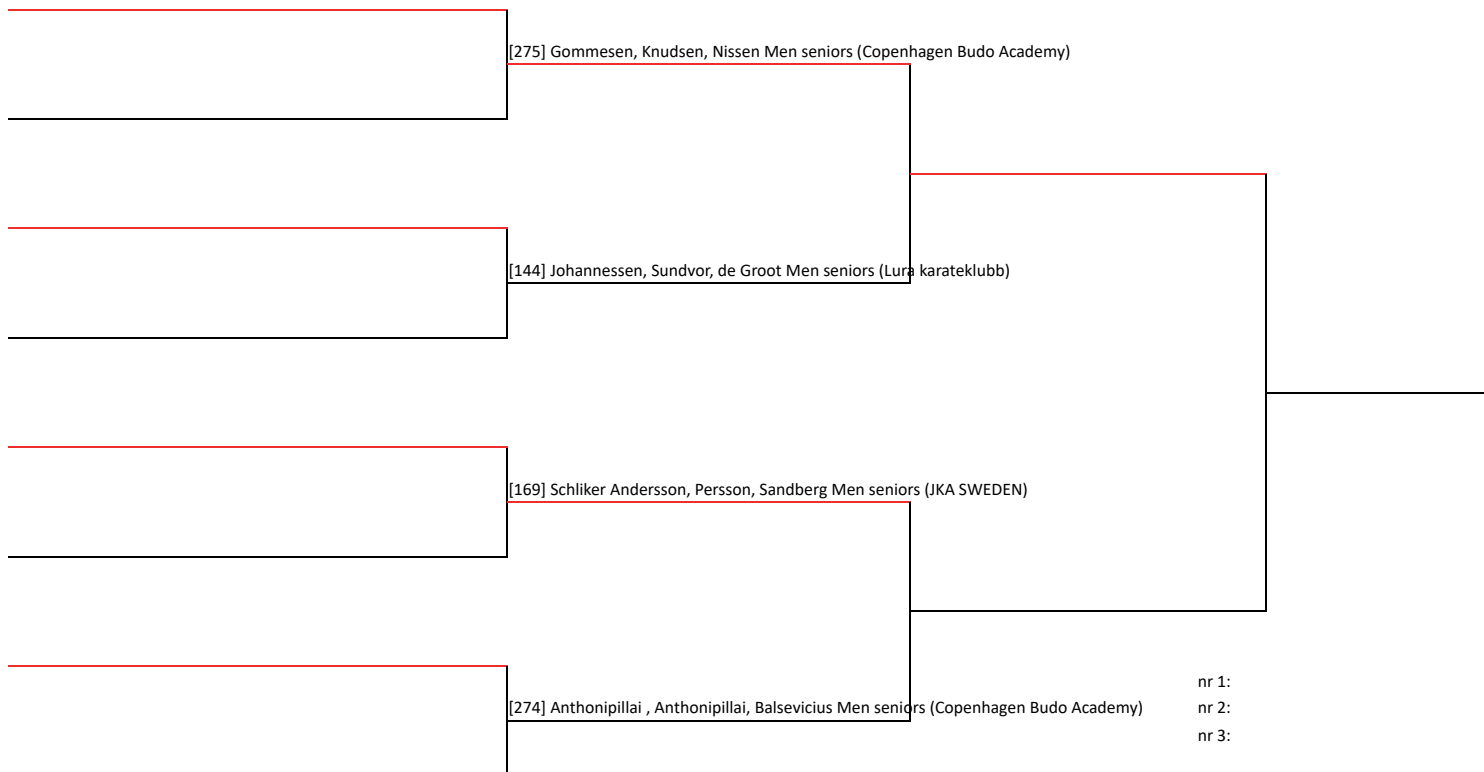 [275] Gommesen, Knudsen, Nissen Men seniors (Copenhagen Budo Academy)
[144] Johannessen, Sundvor, de Groot Men seniors (Lura karateklubb)
[169] Schliker Andersson, Persson, Sandberg Men seniors (JKA SWEDEN)
[274] Anthonipillai , Anthonipillai, Balsevicius Men seniors (Copenhagen Budo Academy)
nr 1:
nr 2:
nr 3: